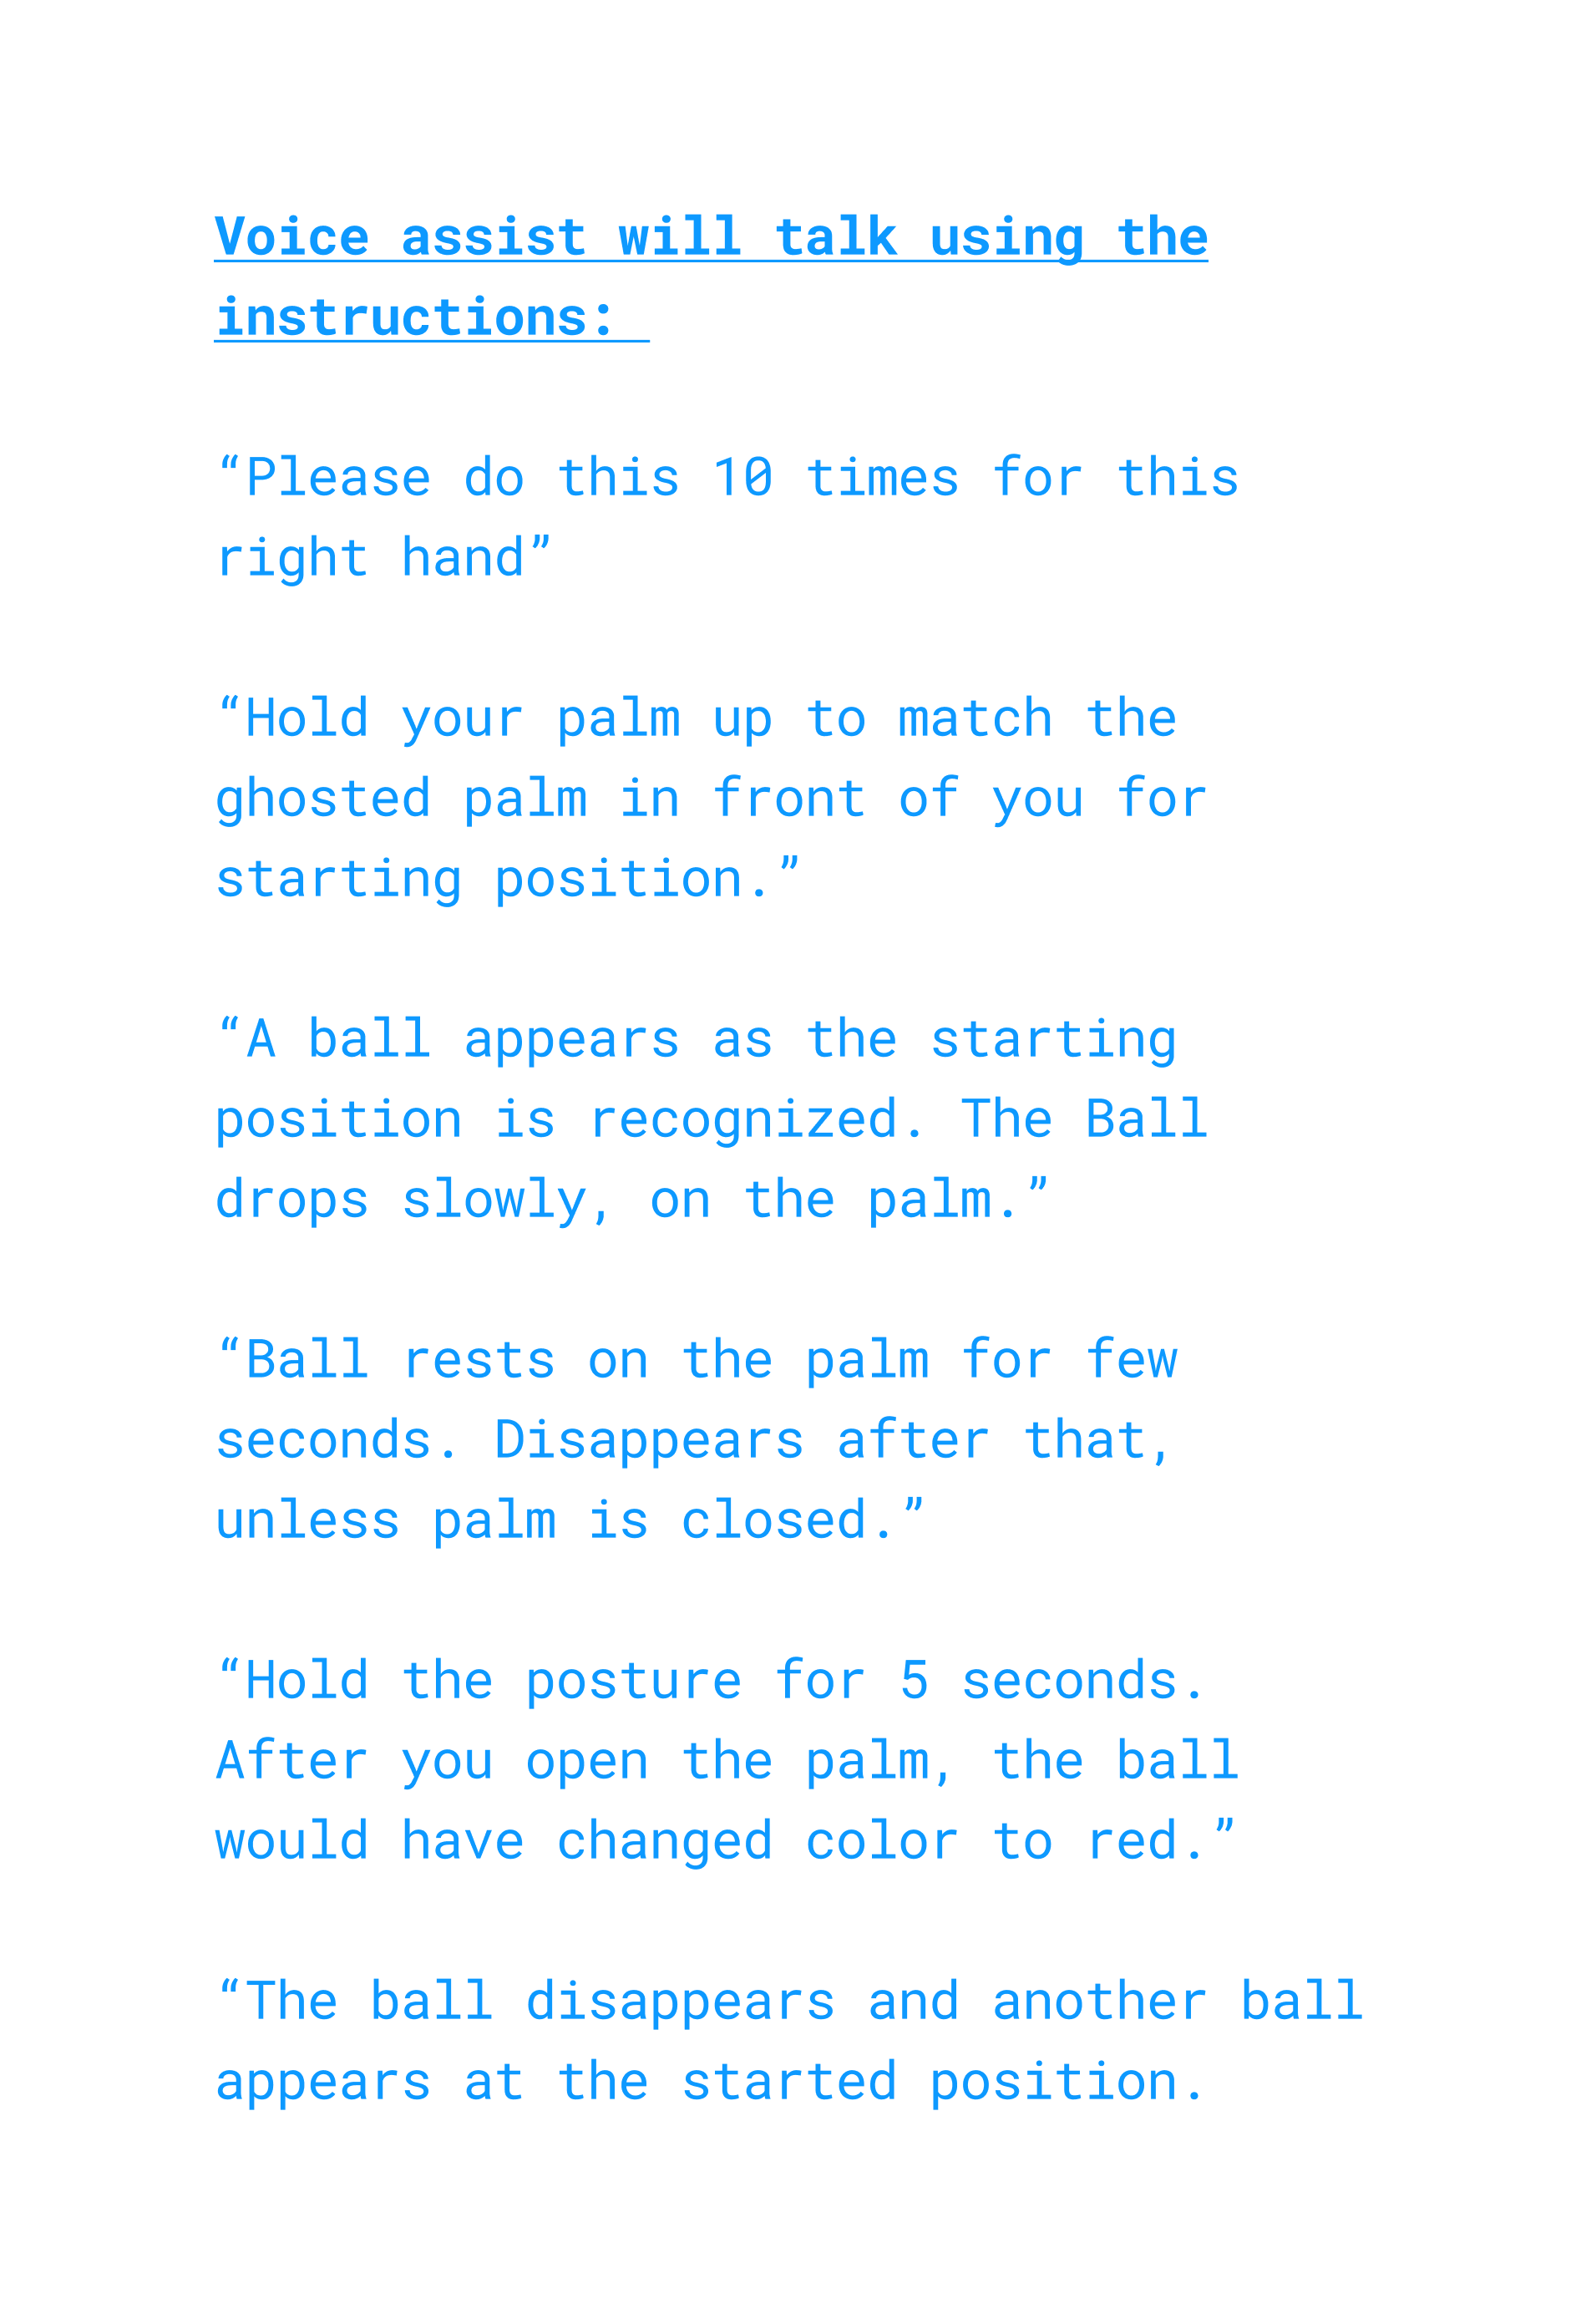 Voice assist will talk using the
instructions:
“Please do this 10 times for this
right hand”
“Hold your palm up to match the
ghosted palm in front of you for
starting position.”
“A ball appears as the starting
position is recognized. The Ball
drops slowly, on the palm.”
“Ball rests on the palm for few
seconds. Disappears after that,
unless palm is closed.”
“Hold the posture for 5 seconds.
After you open the palm, the ball
would have changed color to red.”
“The ball disappears and another ball
appears at the started position.